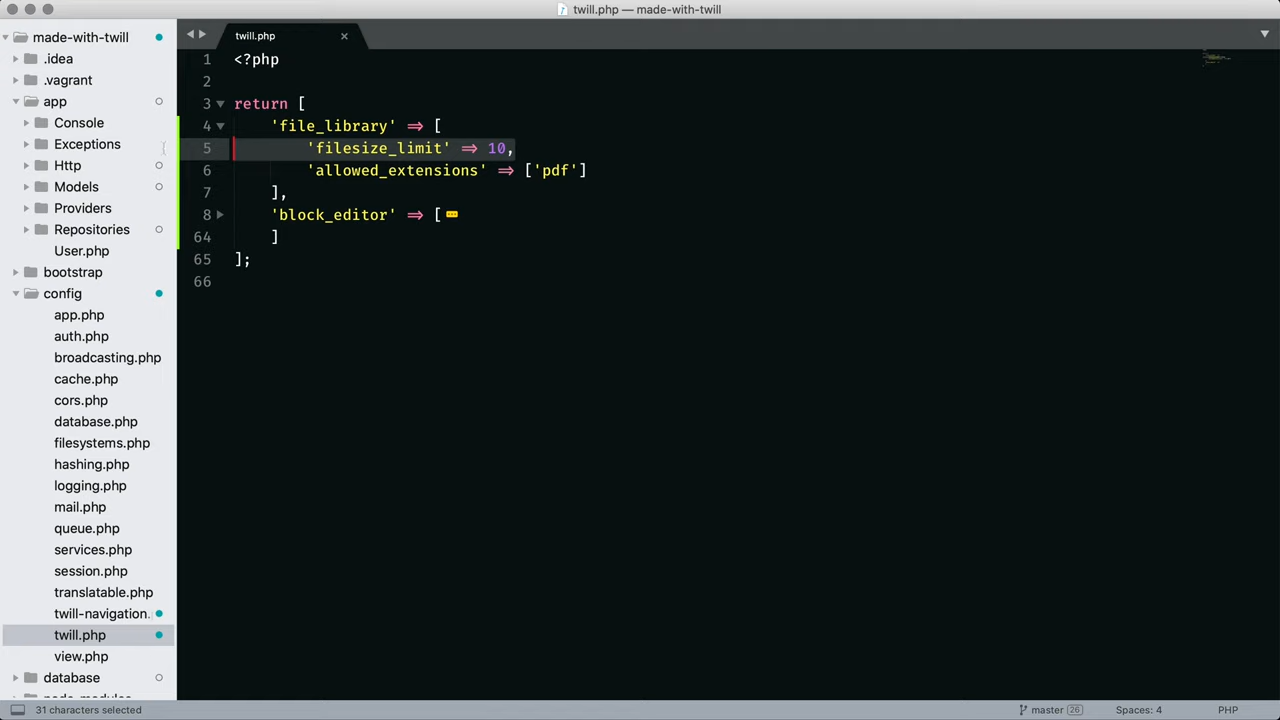 twill.php — made-with-twill
made-with-twill
.idea
.vagrant
app
Console
Exceptions
Http
Models
Providers
Repositories
User.php
bootstrap
config
app.php
auth.php
broadcasting.php
cache.php
cors.php
database.php
filesystems.php
hashing.php
logging.php
mail.php
queue.php
services.php
session.php
translatable.php
twill-navigation.
twill.php
view.php
database
twill.php
1 <?php
2
3 return [
4 'file_library' => [
5 'filesize_limit' => 10,
6 'allowed_extensions' => ['pdf']
7 ],
8 'block_editor' => [
64 ]
65 ];
66
31 characters selected
master 26
Spaces: 4
PHP